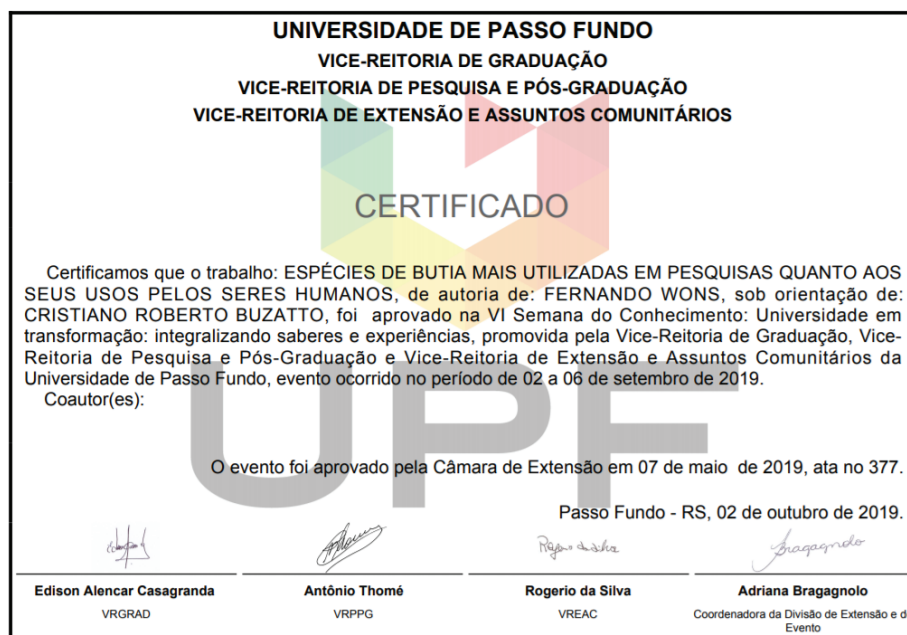 UNIVERSIDADE DE PASSO FUNDO
VICE-REITORIA DE GRADUAÇÃO
VICE-REITORIA DE PESQUISA E PÓS-GRADUAÇÃO
VICE-REITORIA DE EXTENSÃO E ASSUNTOS COMUNITÁRIOS
CERTIFICADO
Certificamos que o trabalho: ESPÉCIES DE BUTIA MAIS UTILIZADAS EM PESQUISAS QUANTO AOS
SEUS USOS PELOS SERES HUMANOS, de autoria de: FERNANDO WONS, sob orientação de:
CRISTIANO ROBERTO BUZATTO, foi aprovado na VI Semana do Conhecimento: Universidade em
transformação: integralizando saberes e experiências, promovida pela Vice-Reitoria de Graduação, Vice-
Reitoria de Pesquisa e Pós-Graduação e Vice-Reitoria de Extensão e Assuntos Comunitários da
Universidade de Passo Fundo, evento ocorrido no período de 02 a 06 de setembro de 2019.
Coautor(es):
UPF
O evento foi aprovado pela Câmara de Extensão em 07 de maio de 2019, ata no 377.
Passo Fundo - RS, 02 de outubro de 2019.
Rogerio da Silva
Bragagnolo
Edison Alencar Casagranda
Antônio Thomé
Rogerio da Silva
Adriana Bragagnolo
VRGRAD
VRPPG
VREAC
Coordenadora da Divisão de Extensão e d
Evento